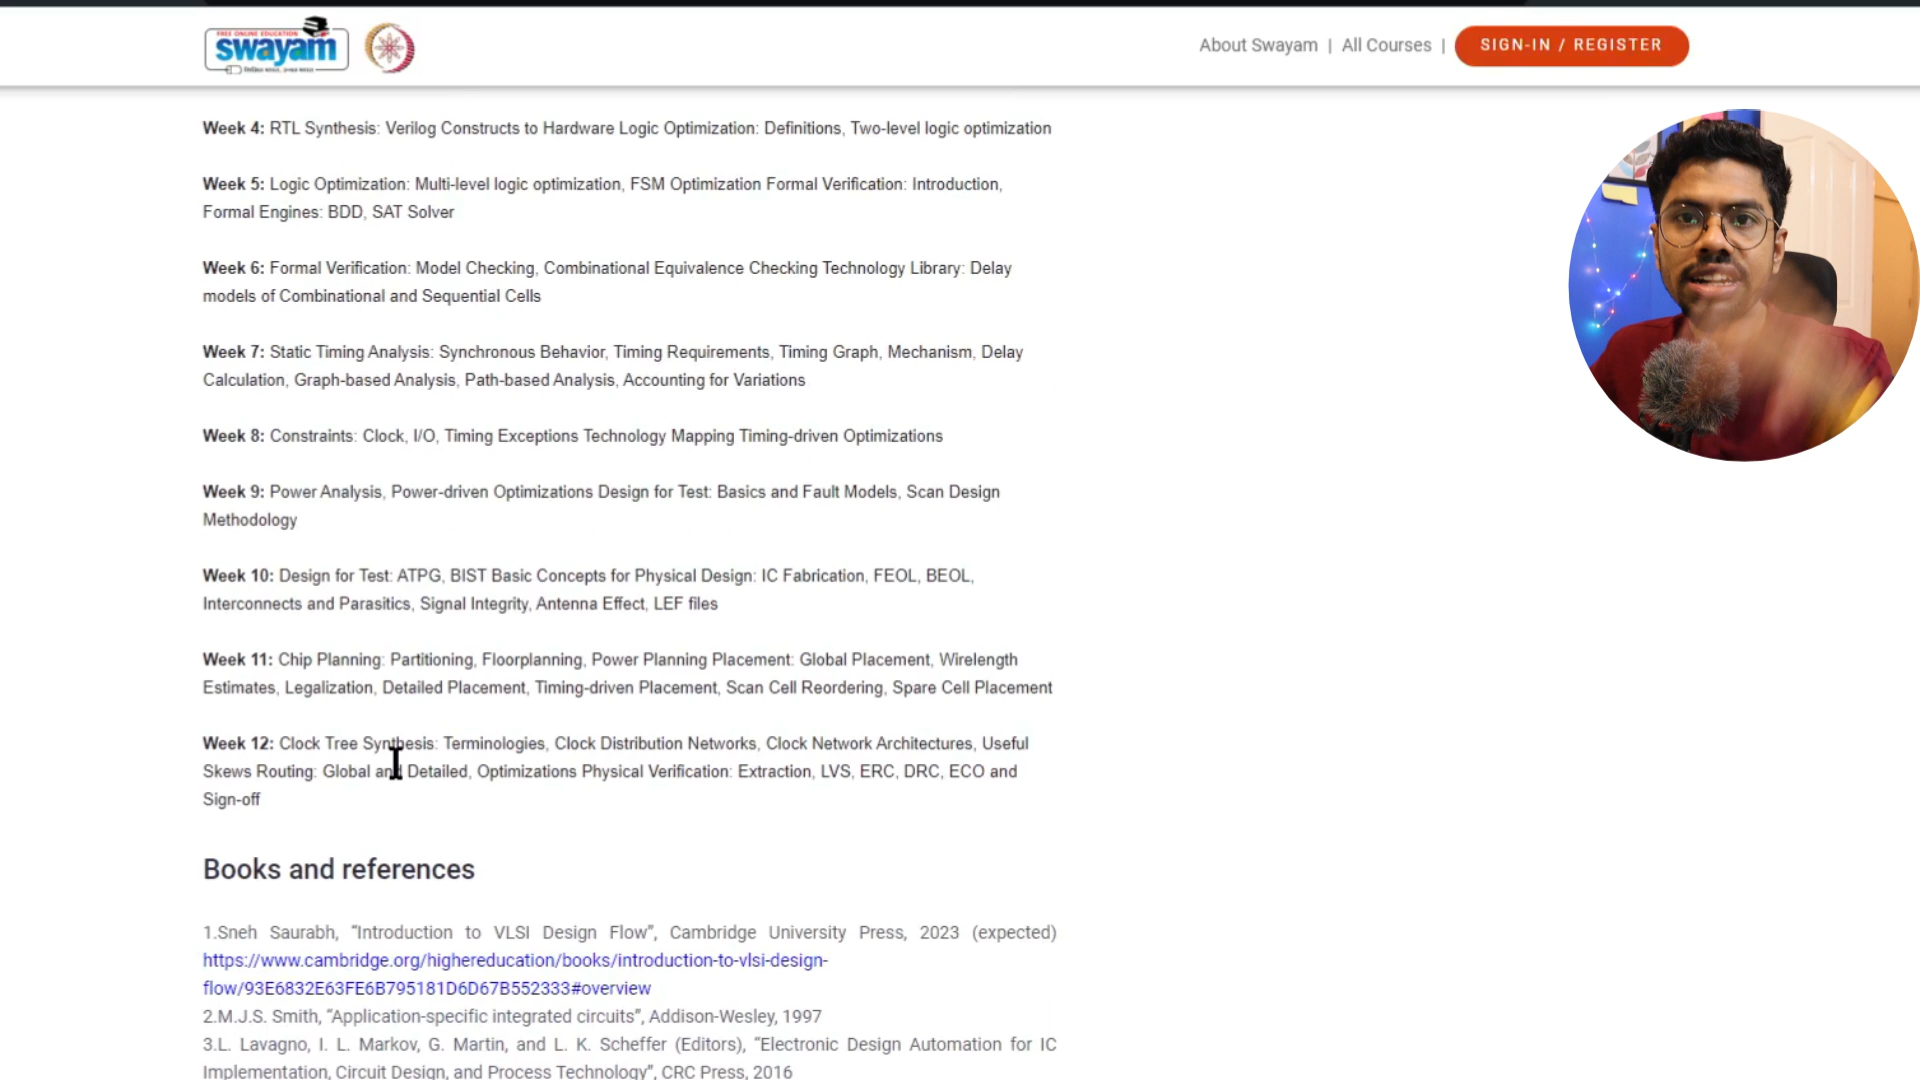 FREE ONLINE EDUCATION
swayam
About Swayam | All Courses |
SIGN-IN / REGISTER
Week 4: RTL Synthesis: Verilog Constructs to Hardware Logic Optimization: Definitions, Two-level logic optimization
Week 5: Logic Optimization: Multi-level logic optimization, FSM Optimization Formal Verification: Introduction,
Formal Engines: BDD, SAT Solver
Week 6: Formal Verification: Model Checking, Combinational Equivalence Checking Technology Library: Delay
models of Combinational and Sequential Cells
Week 7: Static Timing Analysis: Synchronous Behavior, Timing Requirements, Timing Graph, Mechanism, Delay
Calculation, Graph-based Analysis, Path-based Analysis, Accounting for Variations
Week 8: Constraints: Clock, I/O, Timing Exceptions Technology Mapping Timing-driven Optimizations
Week 9: Power Analysis, Power-driven Optimizations Design for Test: Basics and Fault Models, Scan Design
Methodology
Week 10: Design for Test: ATPG, BIST Basic Concepts for Physical Design: IC Fabrication, FEOL, BEOL,
Interconnects and Parasitics, Signal Integrity, Antenna Effect, LEF files
Week 11: Chip Planning: Partitioning, Floorplanning, Power Planning Placement: Global Placement, Wirelength
Estimates, Legalization, Detailed Placement, Timing-driven Placement, Scan Cell Reordering, Spare Cell Placement
Week 12: Clock Tree Synthesis: Terminologies, Clock Distribution Networks, Clock Network Architectures, Useful
Skews Routing: Global and Detailed, Optimizations Physical Verification: Extraction, LVS, ERC, DRC, ECO and
Sign-off
Books and references
1.Sneh Saurabh, “Introduction to VLSI Design Flow”, Cambridge University Press, 2023 (expected)
https://www.cambridge.org/highereducation/books/introduction-to-vlsi-design-
flow/93E6832E63FE6B795181D6D67B552333#overview
2.M.J.S. Smith, “Application-specific integrated circuits”, Addison-Wesley, 1997
3.L. Lavagno, I. L. Markov, G. Martin, and L. K. Scheffer (Editors), “Electronic Design Automation for IC
Implementation, Circuit Design, and Process Technology”, CRC Press, 2016